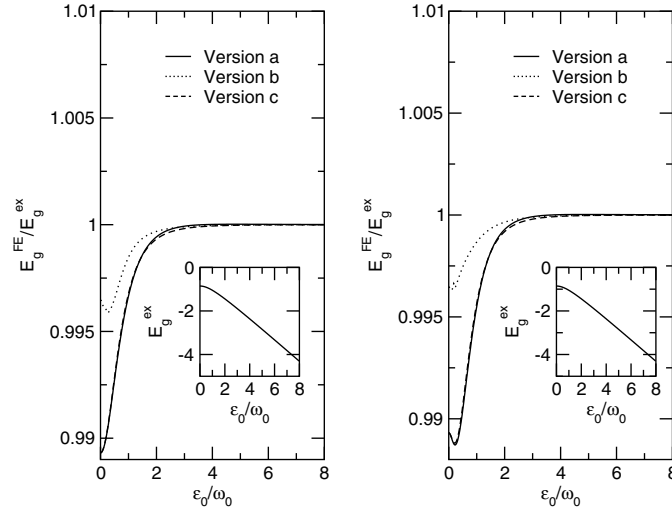 1.01
1.005
1
0.995
0.99
E_g^FE/E_g^ex
Version a
Version b
Version c
0
-2
-4
E_g^ex
0 2 4 6 8
ε₀/ω₀
0 2 4 6 8
ε₀/ω₀
1.01
1.005
1
0.995
0.99
E_g^FE/E_g^ex
Version a
Version b
Version c
0
-2
-4
E_g^ex
0 2 4 6 8
ε₀/ω₀
0 2 4 6 8
ε₀/ω₀